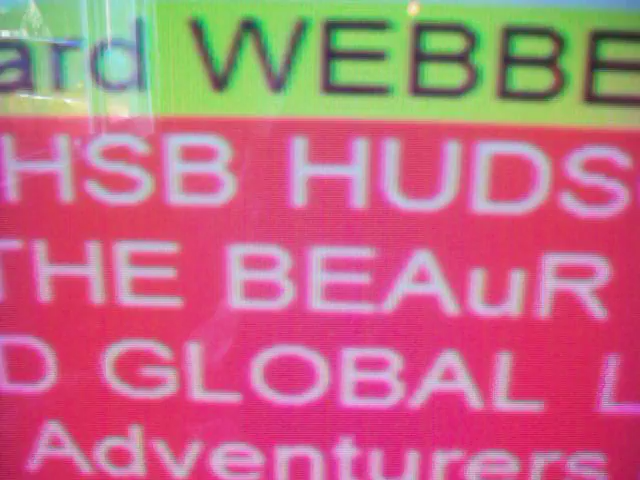 ard WEBBE
HSB HUDS
THE BEAuR
D GLOBAL L
Adventurers